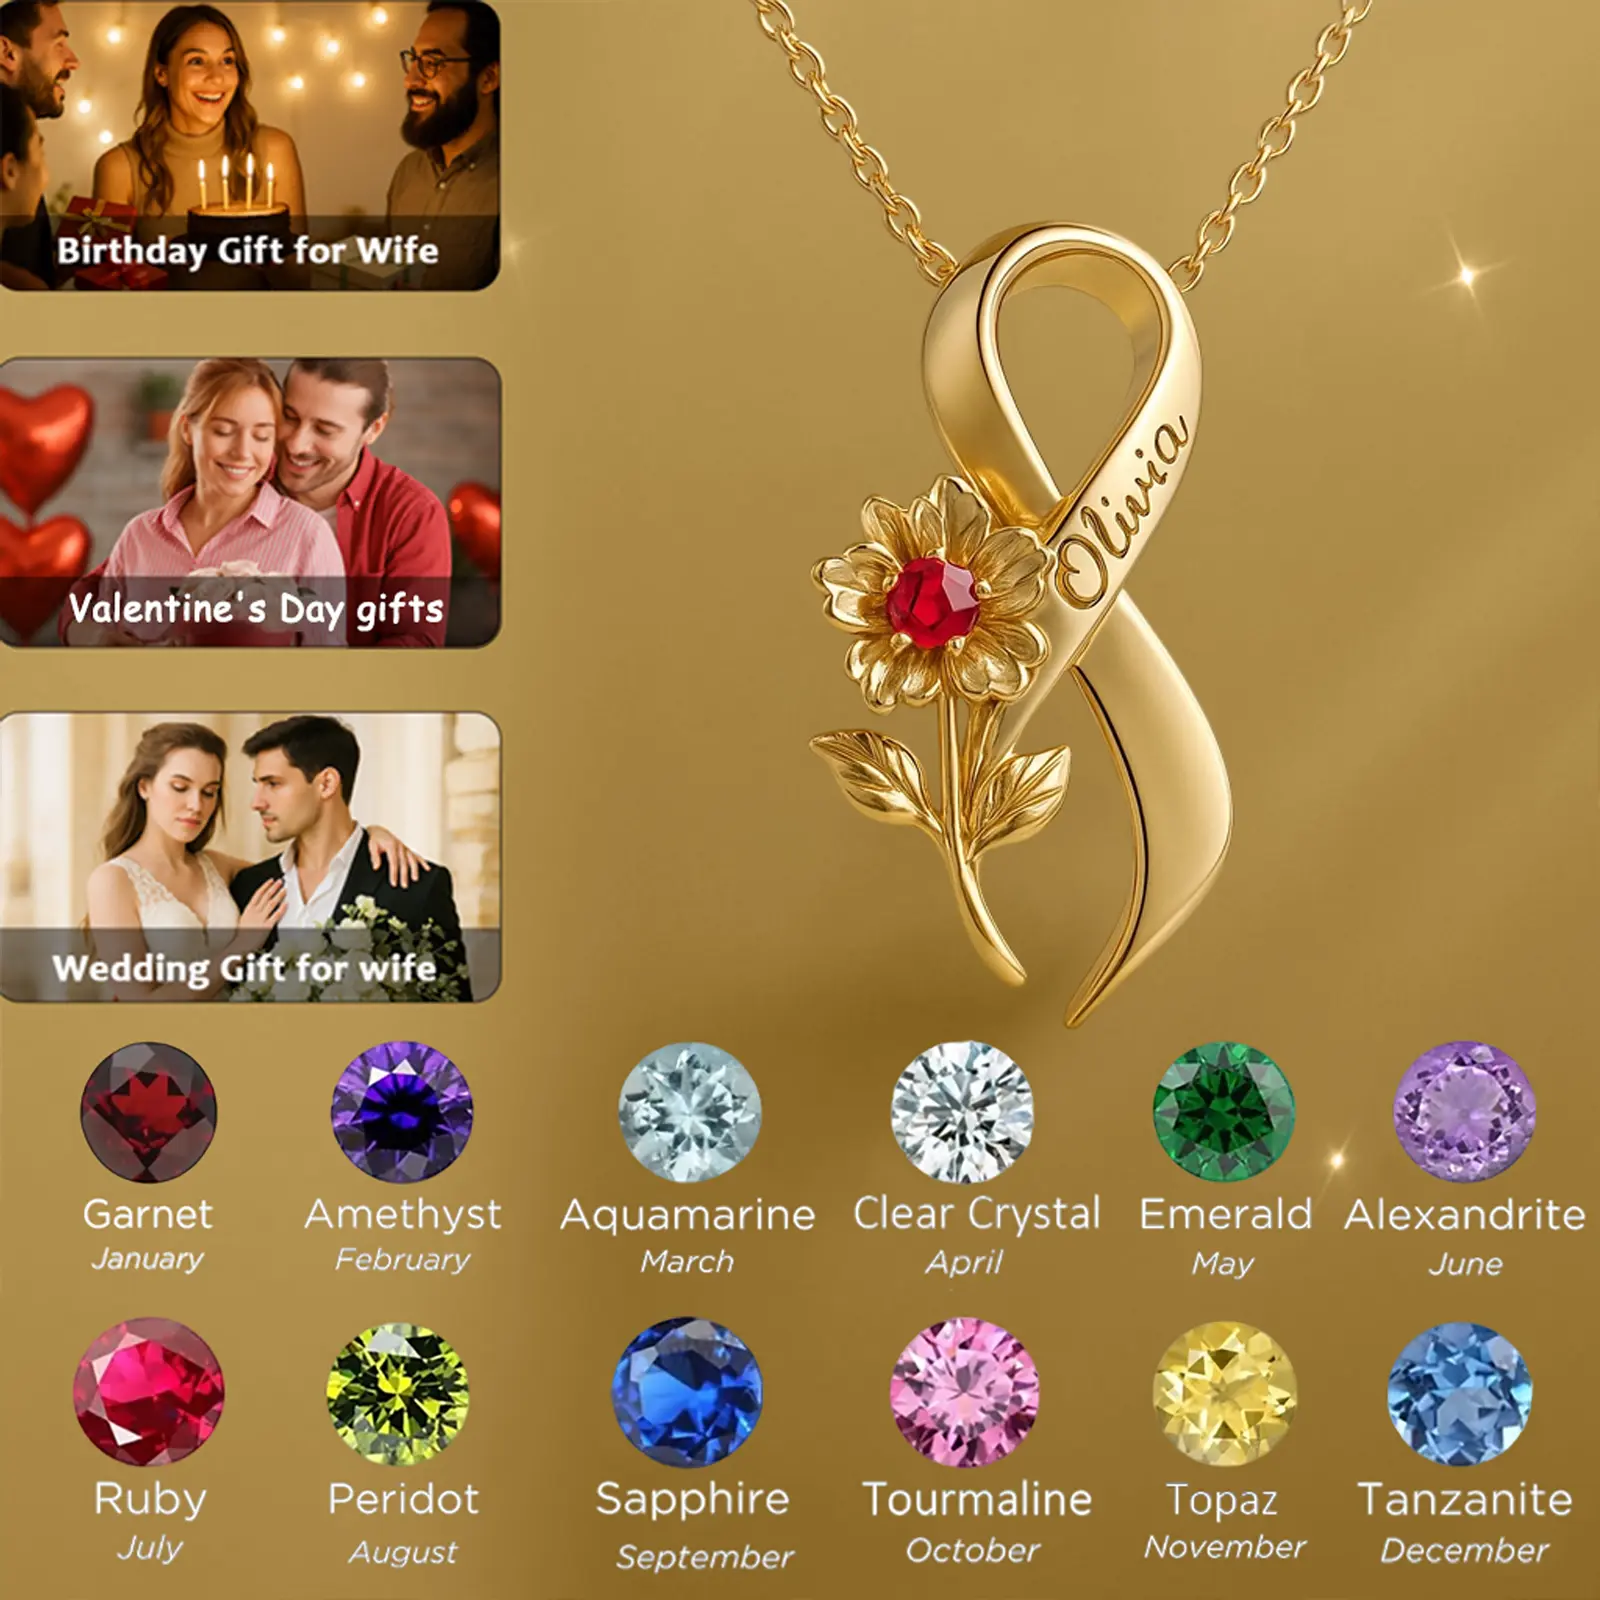 Birthday Gift for Wife
Valentine's Day gifts
Wedding Gift for wife
Olivia
Garnet
January
Amethyst
February
Aquamarine
March
Clear Crystal
April
Emerald
May
Alexandrite
June
Ruby
July
Peridot
August
Sapphire
September
Tourmaline
October
Topaz
November
Tanzanite
December